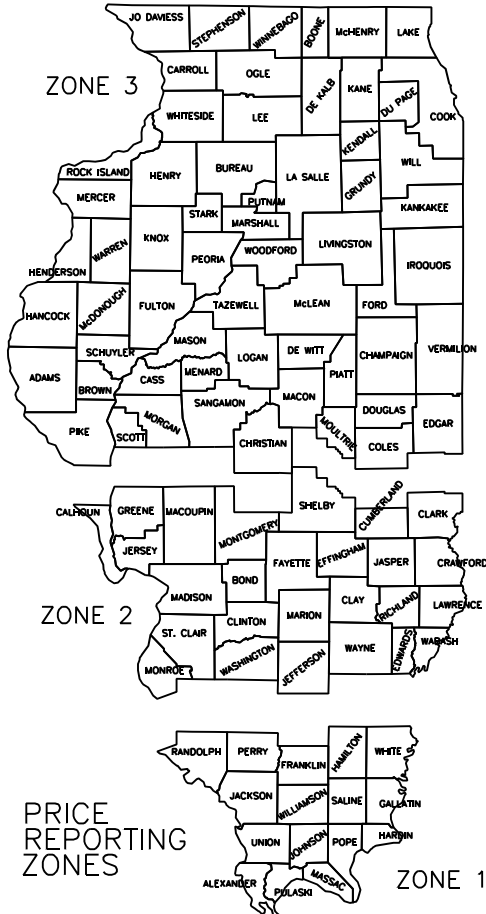 JO DAVIESS
STEPHENSON
WINNEBAGO
BOONE
McHENRY
LAKE
ZONE 3
CARROLL
OGLE
DE KALB
KANE
DU PAGE
COOK
WHITESIDE
LEE
KENDALL
WILL
ROCK ISLAND
HENRY
BUREAU
LA SALLE
GRUNDY
MERCER
PUTNAM
KANKAKEE
STARK
MARSHALL
HENDERSON
WARREN
KNOX
PEORIA
WOODFORD
LIVINGSTON
IROQUOIS
HANCOCK
McDONOUGH
FULTON
TAZEWELL
McLEAN
FORD
SCHUYLER
MASON
LOGAN
DE WITT
CHAMPAIGN
VERMILION
ADAMS
BROWN
CASS
MENARD
PIATT
SANGAMON
MACON
DOUGLAS
PIKE
SCOTT
MORGAN
CHRISTIAN
MOULTRIE
COLES
EDGAR
CALHOUN
GREENE
MACOUPIN
MONTGOMERY
SHELBY
CUMBERLAND
CLARK
JERSEY
FAYETTE
EFFINGHAM
JASPER
CRAWFORD
MADISON
BOND
CLAY
RICHLAND
LAWRENCE
ZONE 2
CLINTON
MARION
ST. CLAIR
WASHINGTON
JEFFERSON
WAYNE
EDWARDS
WABASH
MONROE
RANDOLPH
PERRY
FRANKLIN
HAMILTON
WHITE
JACKSON
WILLIAMSON
SALINE
GALLATIN
UNION
JOHNSON
POPE
HARDIN
ALEXANDER
PULASKI
MASSAC
PRICE
REPORTING
ZONES
ZONE 1